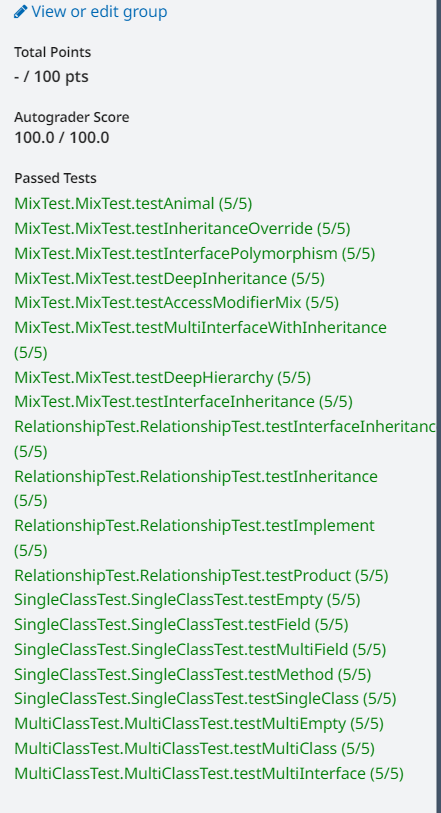 View or edit group
Total Points
- / 100 pts
Autograder Score
100.0 / 100.0
Passed Tests
MixTest.MixTest.testAnimal (5/5)
MixTest.MixTest.testInheritanceOverride (5/5)
MixTest.MixTest.testInterfacePolymorphism (5/5)
MixTest.MixTest.testDeepInheritance (5/5)
MixTest.MixTest.testAccessModifierMix (5/5)
MixTest.MixTest.testMultiInterfaceWithInheritance
(5/5)
MixTest.MixTest.testDeepHierarchy (5/5)
MixTest.MixTest.testInterfaceInheritance (5/5)
RelationshipTest.RelationshipTest.testInterfaceInheritanc
(5/5)
RelationshipTest.RelationshipTest.testInheritance
(5/5)
RelationshipTest.RelationshipTest.testImplement
(5/5)
RelationshipTest.RelationshipTest.testProduct (5/5)
SingleClassTest.SingleClassTest.testEmpty (5/5)
SingleClassTest.SingleClassTest.testField (5/5)
SingleClassTest.SingleClassTest.testMultiField (5/5)
SingleClassTest.SingleClassTest.testMethod (5/5)
SingleClassTest.SingleClassTest.testSingleClass (5/5)
MultiClassTest.MultiClassTest.testMultiEmpty (5/5)
MultiClassTest.MultiClassTest.testMultiClass (5/5)
MultiClassTest.MultiClassTest.testMultiInterface (5/5)